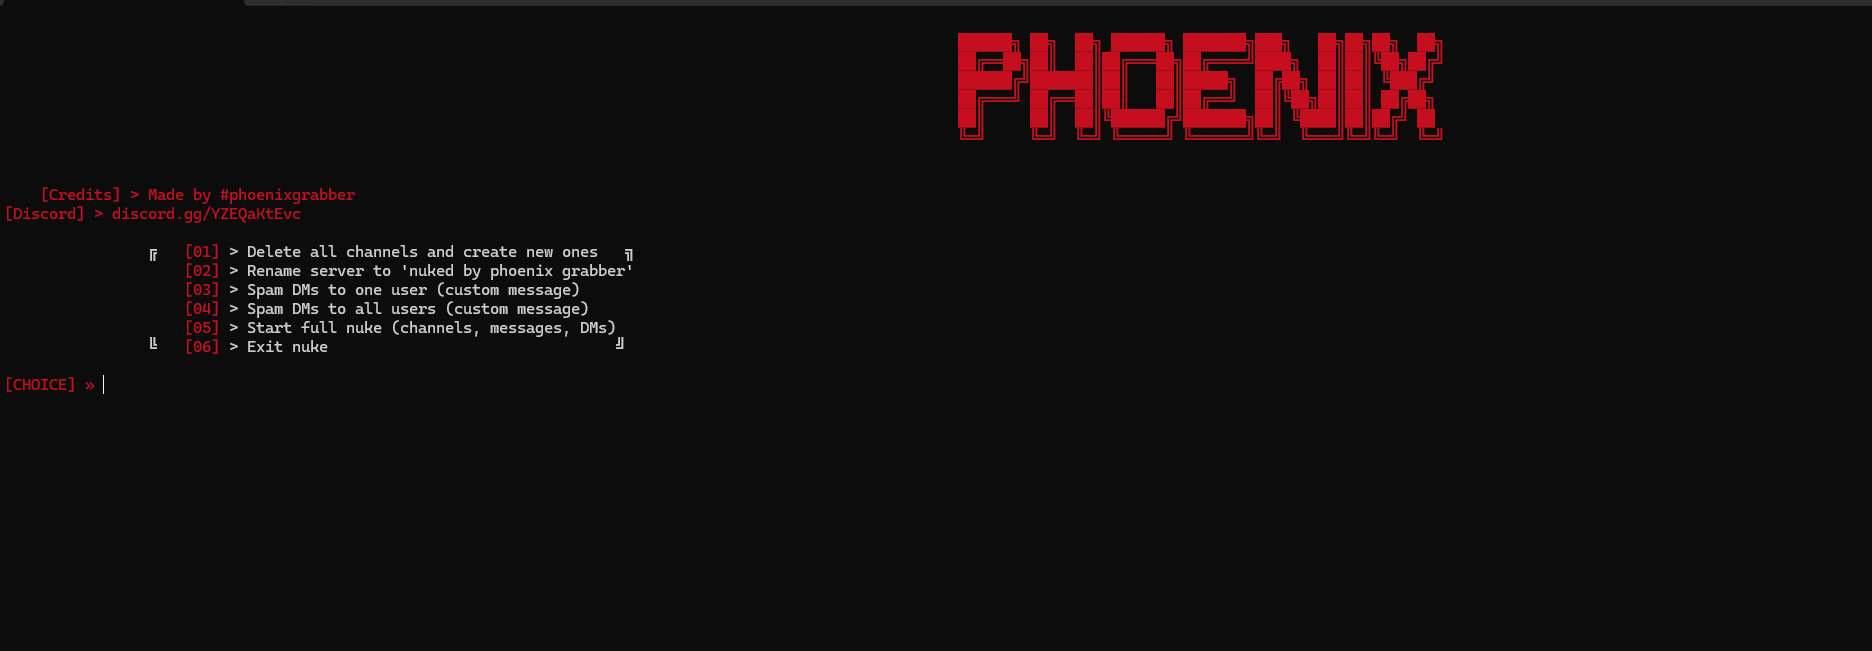 PHOENIX
[Credits] > Made by #phoenixgrabber
[Discord] > discord.gg/YZEQaKtEvc
[01] > Delete all channels and create new ones
[02] > Rename server to 'nuked by phoenix grabber'
[03] > Spam DMs to one user (custom message)
[04] > Spam DMs to all users (custom message)
[05] > Start full nuke (channels, messages, DMs)
[06] > Exit nuke
[CHOICE] »